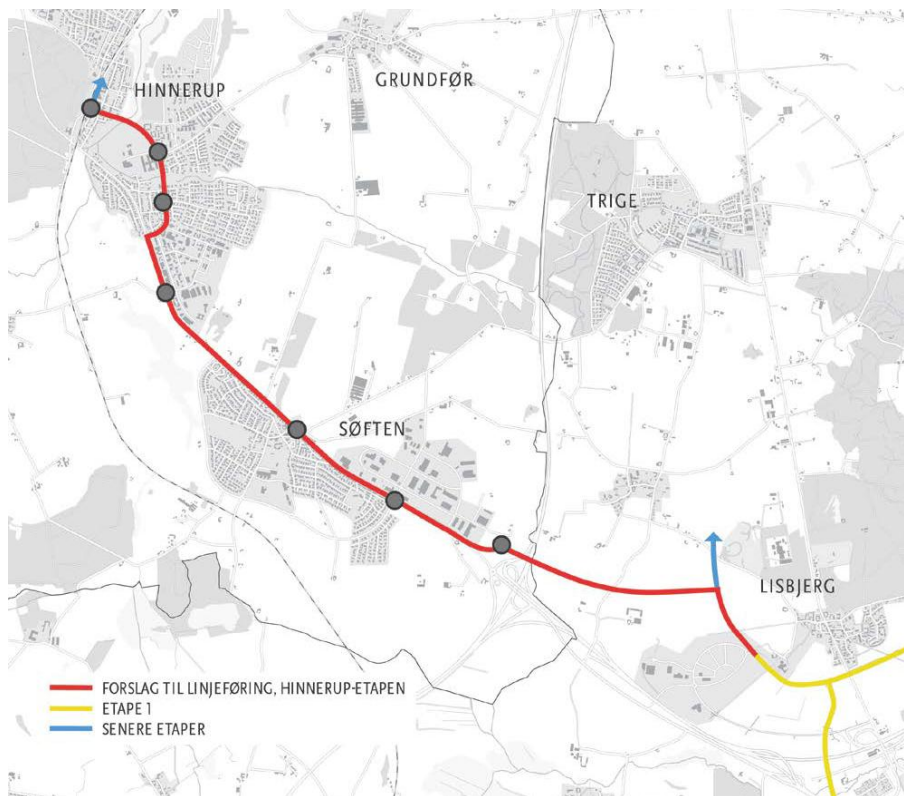 HINNERUP
GRUNDFØR
TRIGE
SØFTEN
LISBJERG
FORSLAG TIL LINJEFØRING, HINNERUP-ETAPEN
ETAPE 1
SENERE ETAPER